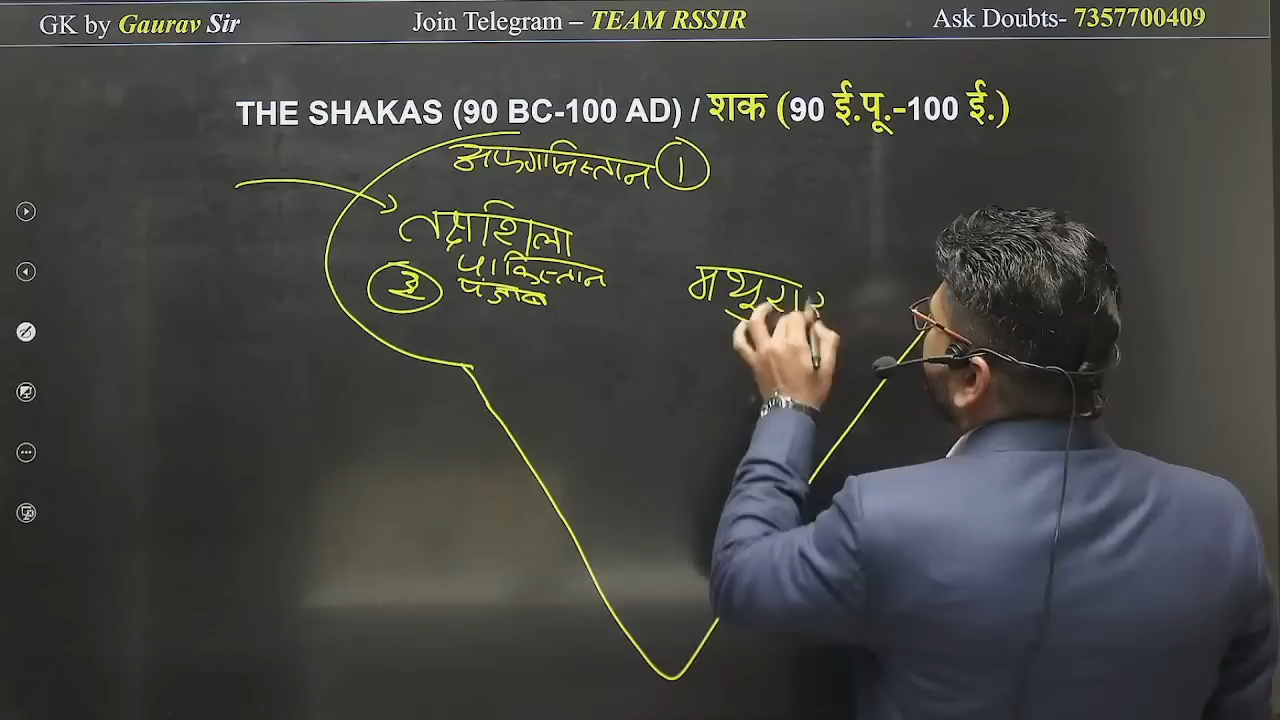 GK by Gaurav Sir
Join Telegram – TEAM RSSIR
Ask Doubts- 7357700409
THE SHAKAS (90 BC-100 AD) / शक (90 ई.पू.-100 ई.)
अफगानिस्तान 1
तक्षशिला
पाकिस्तान
पंजाब
2
मथुरा